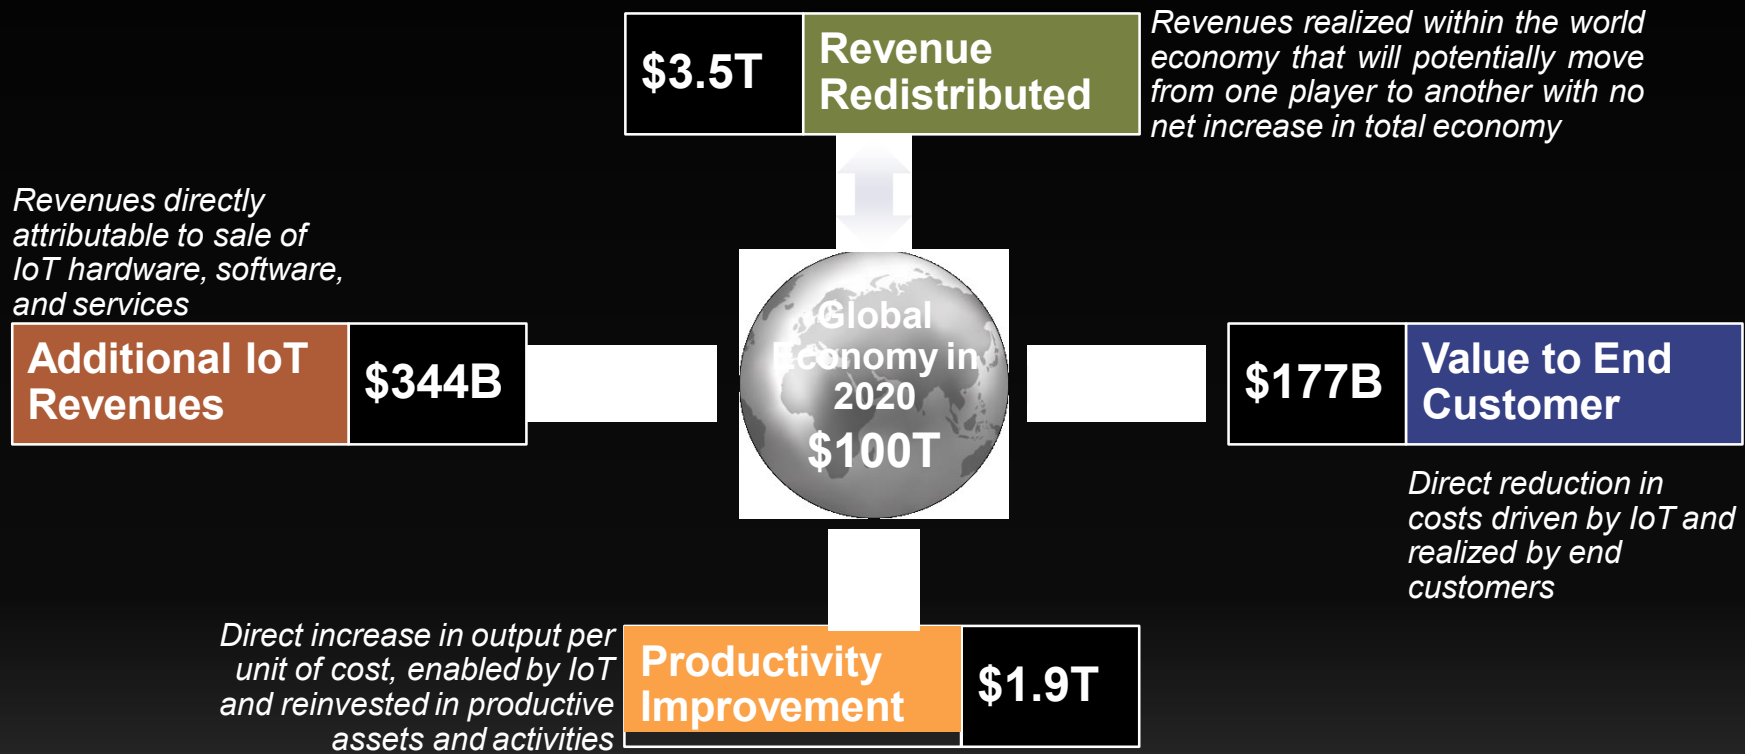 $3.5T
Revenue
Redistributed
Revenues realized within the world
economy that will potentially move
from one player to another with no
net increase in total economy
Revenues directly
attributable to sale of
IoT hardware, software,
and services
Additional IoT
Revenues
$344B
Global
Economy in
2020
$100T
$177B
Value to End
Customer
Direct reduction in
costs driven by IoT and
realized by end
customers
Direct increase in output per
unit of cost, enabled by IoT
and reinvested in productive
assets and activities
Productivity
Improvement
$1.9T